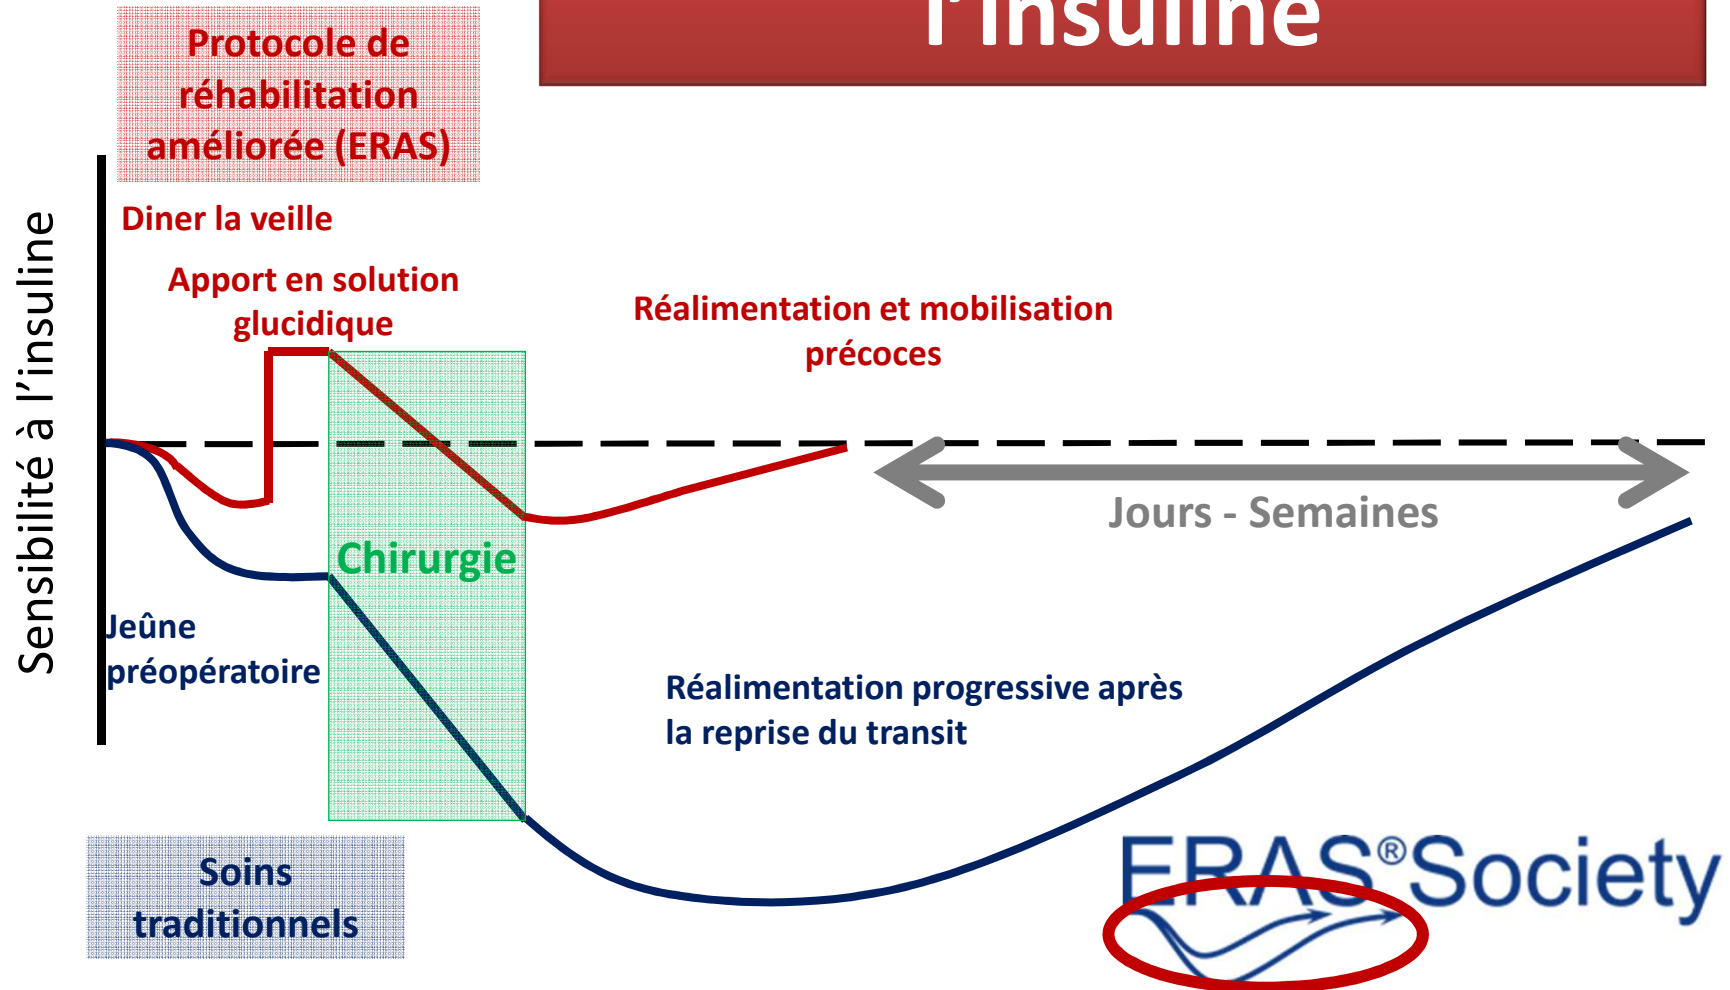 l’insuline
Protocole de
réhabilitation
améliorée (ERAS)
Sensibilité à l’insuline
Diner la veille
Apport en solution
glucidique
Réalimentation et mobilisation
précoces
Jours - Semaines
Chirurgie
Jeûne
préopératoire
Réalimentation progressive après
la reprise du transit
Soins
traditionnels
ERAS®Society